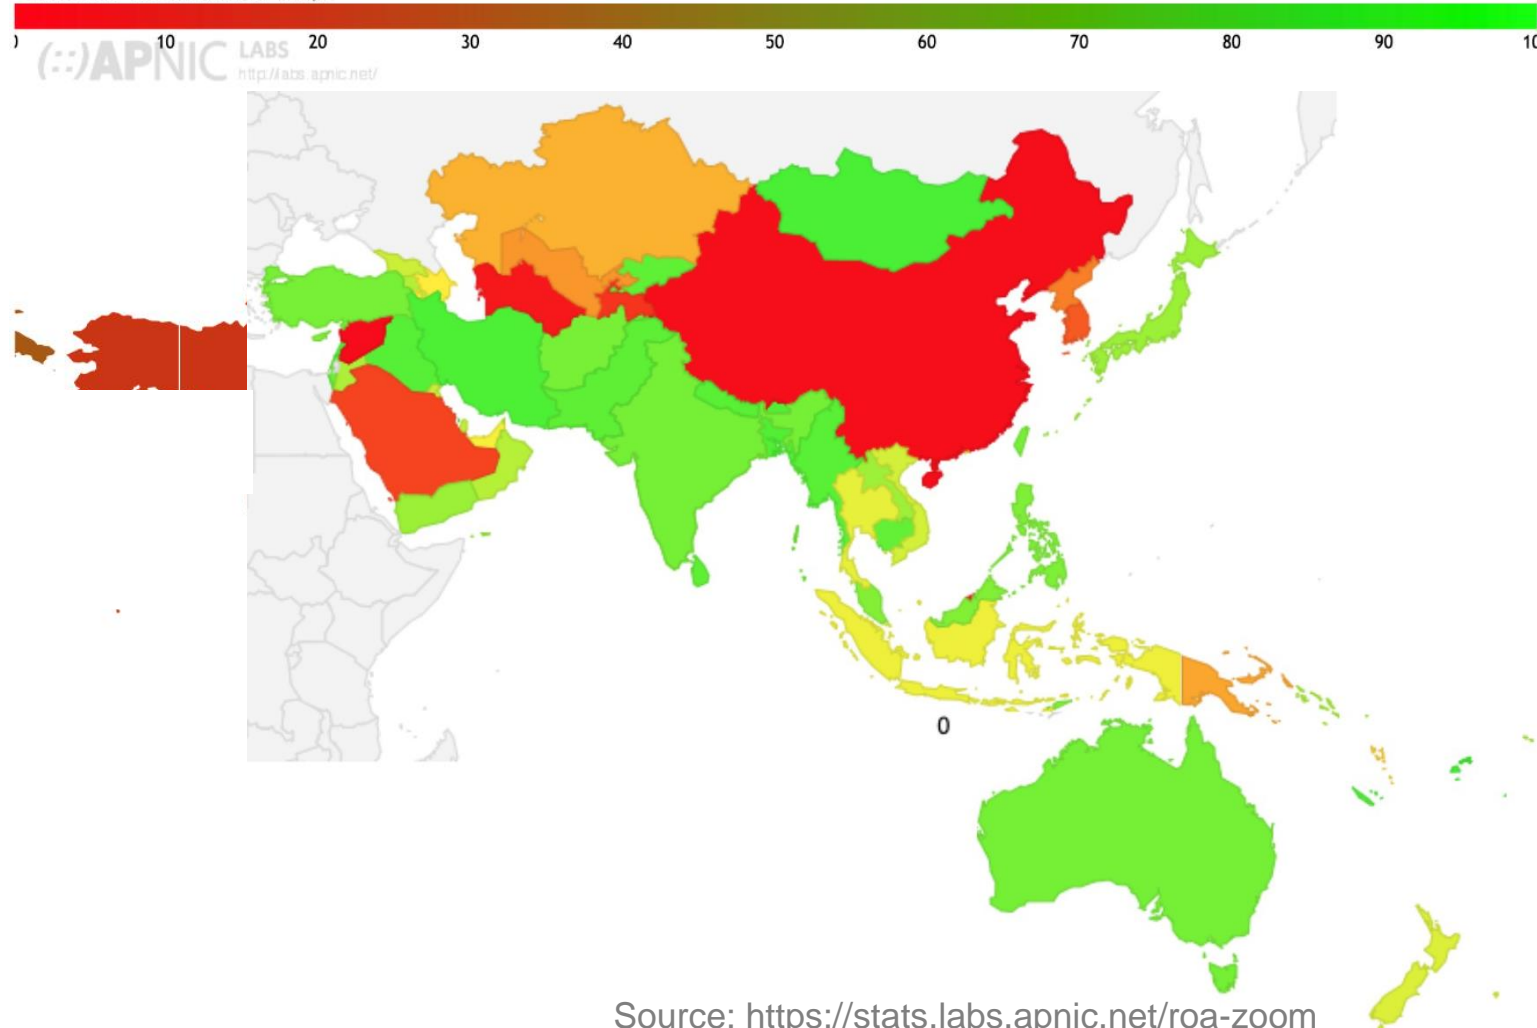 10 20 30 40 50 60 70 80 90 10
(::)APNIC LABS
http://labs.apnic.net/
0
Source: https://stats.labs.apnic.net/roa-zoom